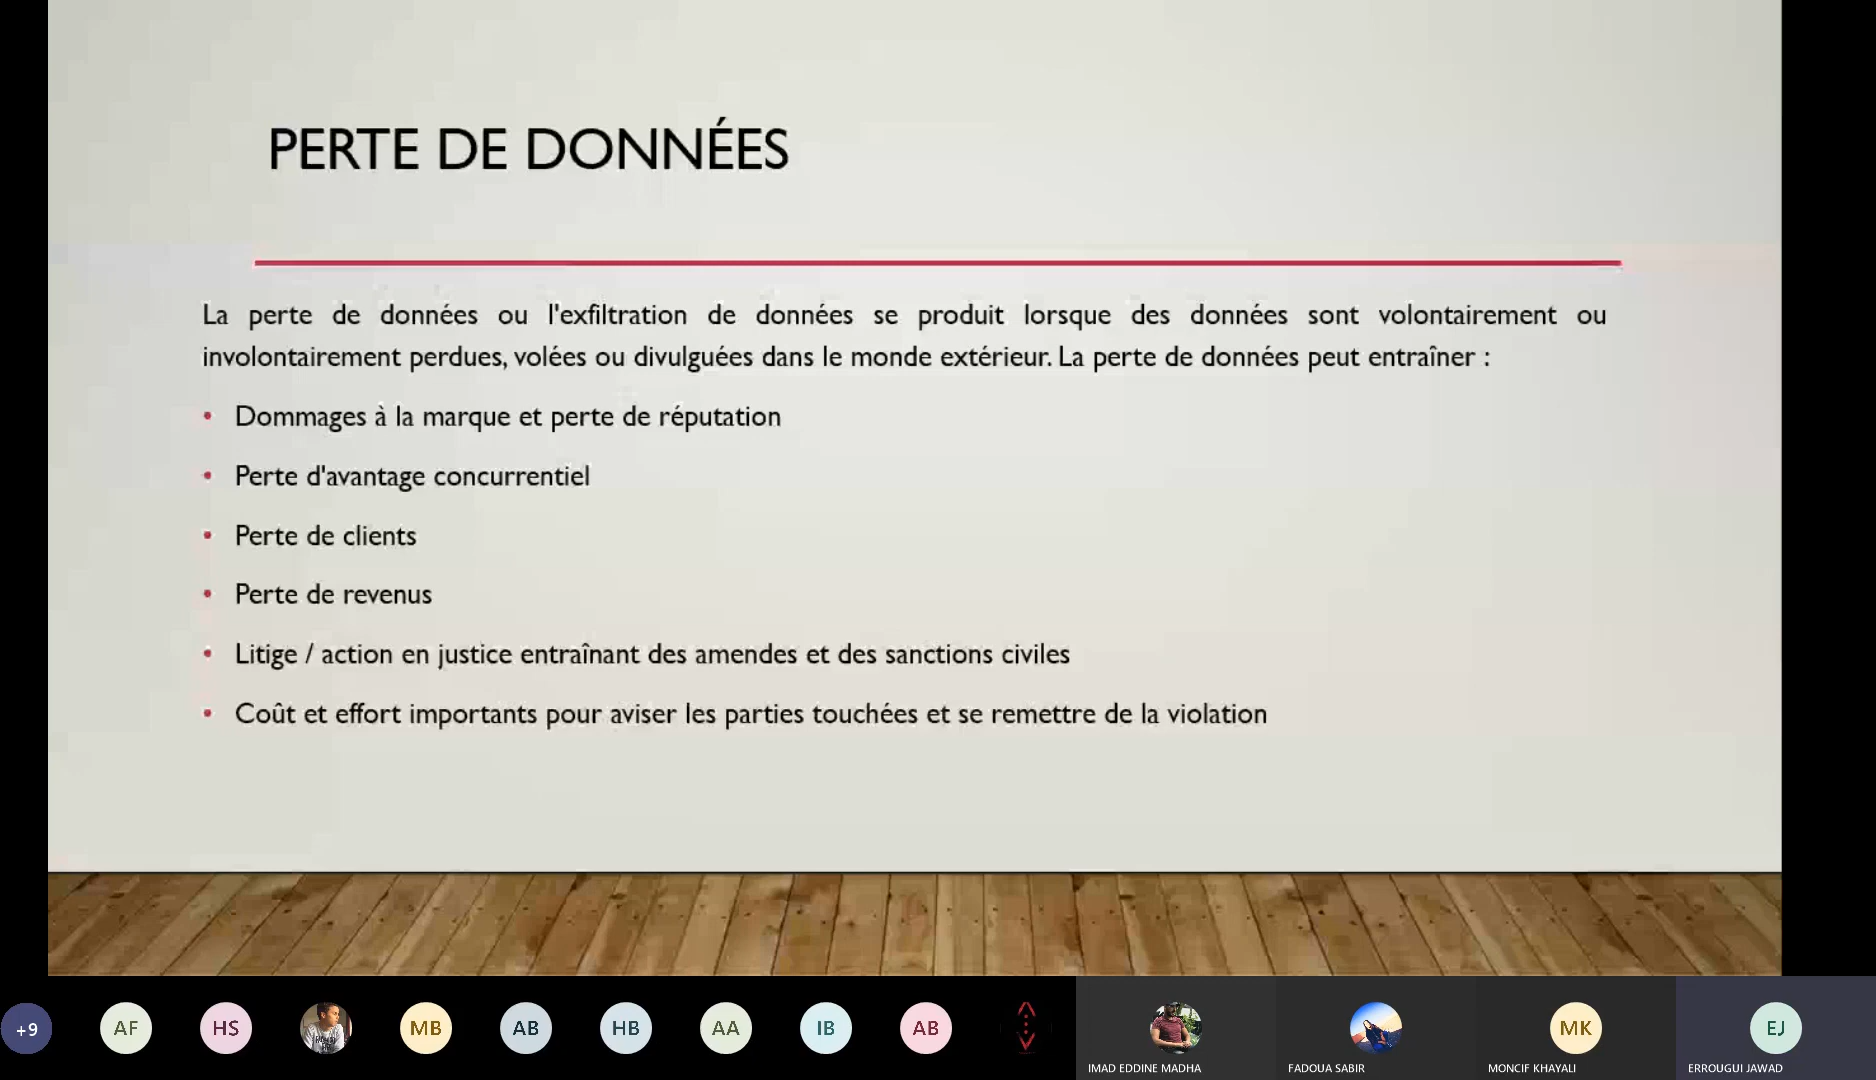 PERTE DE DONNÉES
La perte de données ou l'exfiltration de données se produit lorsque des données sont volontairement ou
involontairement perdues, volées ou divulguées dans le monde extérieur. La perte de données peut entraîner :
• Dommages à la marque et perte de réputation
• Perte d'avantage concurrentiel
• Perte de clients
• Perte de revenus
• Litige / action en justice entraînant des amendes et des sanctions civiles
• Coût et effort importants pour aviser les parties touchées et se remettre de la violation
+9 AF HS MB AB HB AA IB AB MK EJ
IMAD EDDINE MADHA FADOUA SABIR MONCIF KHAYALI ERROUGUI JAWAD